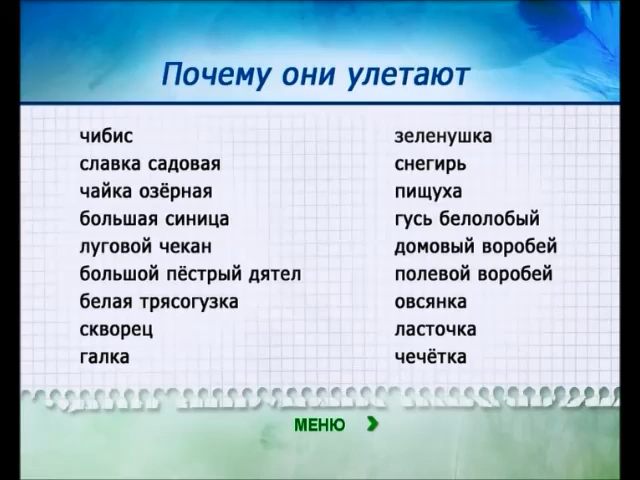 Почему они улетают
чибис
славка садовая
чайка озёрная
большая синица
луговой чекан
большой пёстрый дятел
белая трясогузка
скворец
галка
зеленушка
снегирь
пищуха
гусь белолобый
домовый воробей
полевой воробей
овсянка
ласточка
чечётка
МЕНЮ